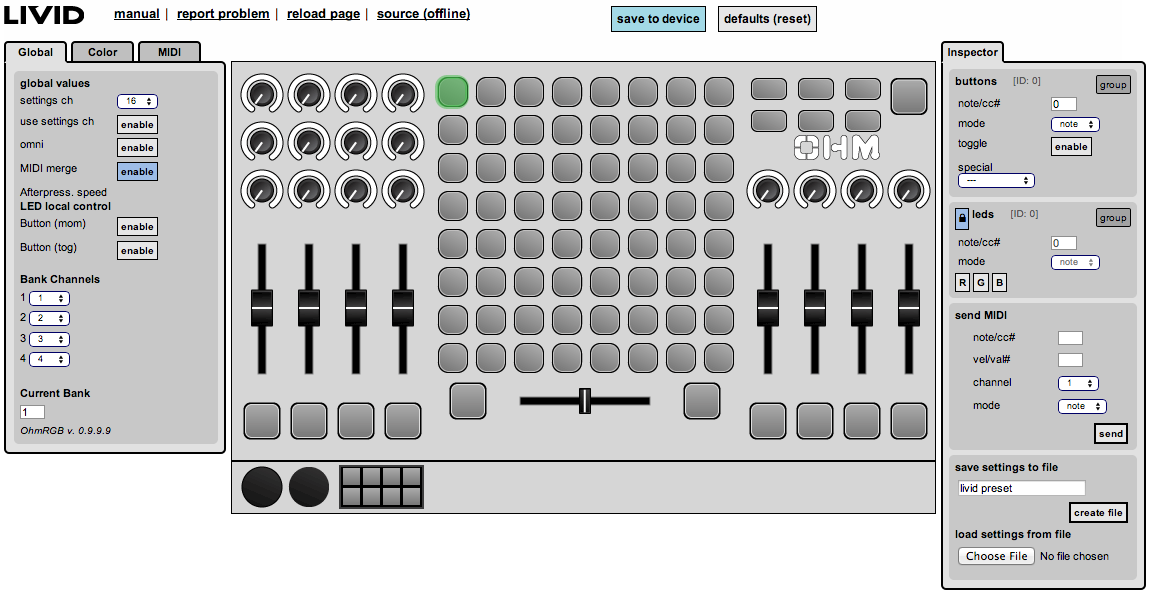 LIVID
manual | report problem | reload page | source (offline)
save to device
defaults (reset)
Global
Color
MIDI
global values
settings ch 16
use settings ch enable
omni enable
MIDI merge enable
Afterpress. speed
LED local control
Button (mom) enable
Button (tog) enable
Bank Channels
1 1
2 2
3 3
4 4
Current Bank
1
OhmRGB v. 0.9.9.9
OHM
Inspector
buttons [ID: 0] group
note/cc# 0
mode note
toggle enable
special
---
leds [ID: 0] group
note/cc# 0
mode note
R G B
send MIDI
note/cc#
vel/val#
channel 1
mode note
send
save settings to file
livid preset
create file
load settings from file
Choose File No file chosen